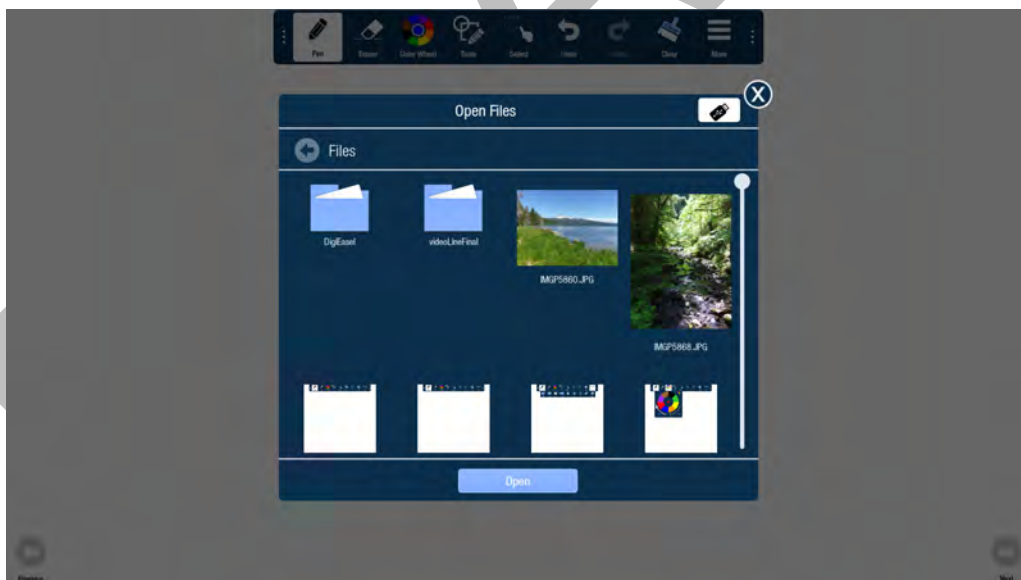 Pen Eraser Color Wheel Tools Select Undo Redo Clear More
Open Files
X
Files
DigiEasel videoLineFinal
IMGP5860.JPG
IMGP5868.JPG
Open